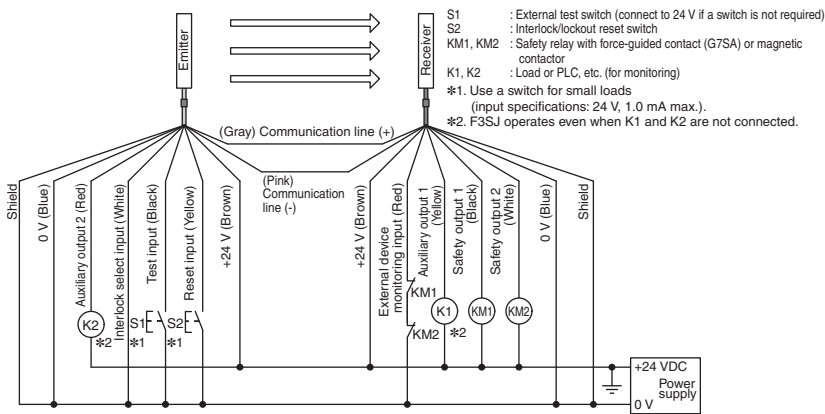 Emitter
Receiver
S1 : External test switch (connect to 24 V if a switch is not required)
S2 : Interlock/lockout reset switch
KM1, KM2 : Safety relay with force-guided contact (G7SA) or magnetic
contactor
K1, K2 : Load or PLC, etc. (for monitoring)
*1. Use a switch for small loads
(input specifications: 24 V, 1.0 mA max.).
*2. F3SJ operates even when K1 and K2 are not connected.
(Gray) Communication line (+)
(Pink)
Communication
line (-)
Shield
0 V (Blue)
Auxiliary output 2 (Red)
Interlock select input (White)
Test input (Black)
Reset input (Yellow)
+24 V (Brown)
+24 V (Brown)
External device
monitoring input (Red)
Auxiliary output 1
(Yellow)
Safety output 1
(Black)
Safety output 2
(White)
0 V (Blue)
Shield
K2
*2
S1
*1
S2
*1
KM1
KM2
K1
*2
KM1
KM2
+24 VDC
Power
supply
0 V